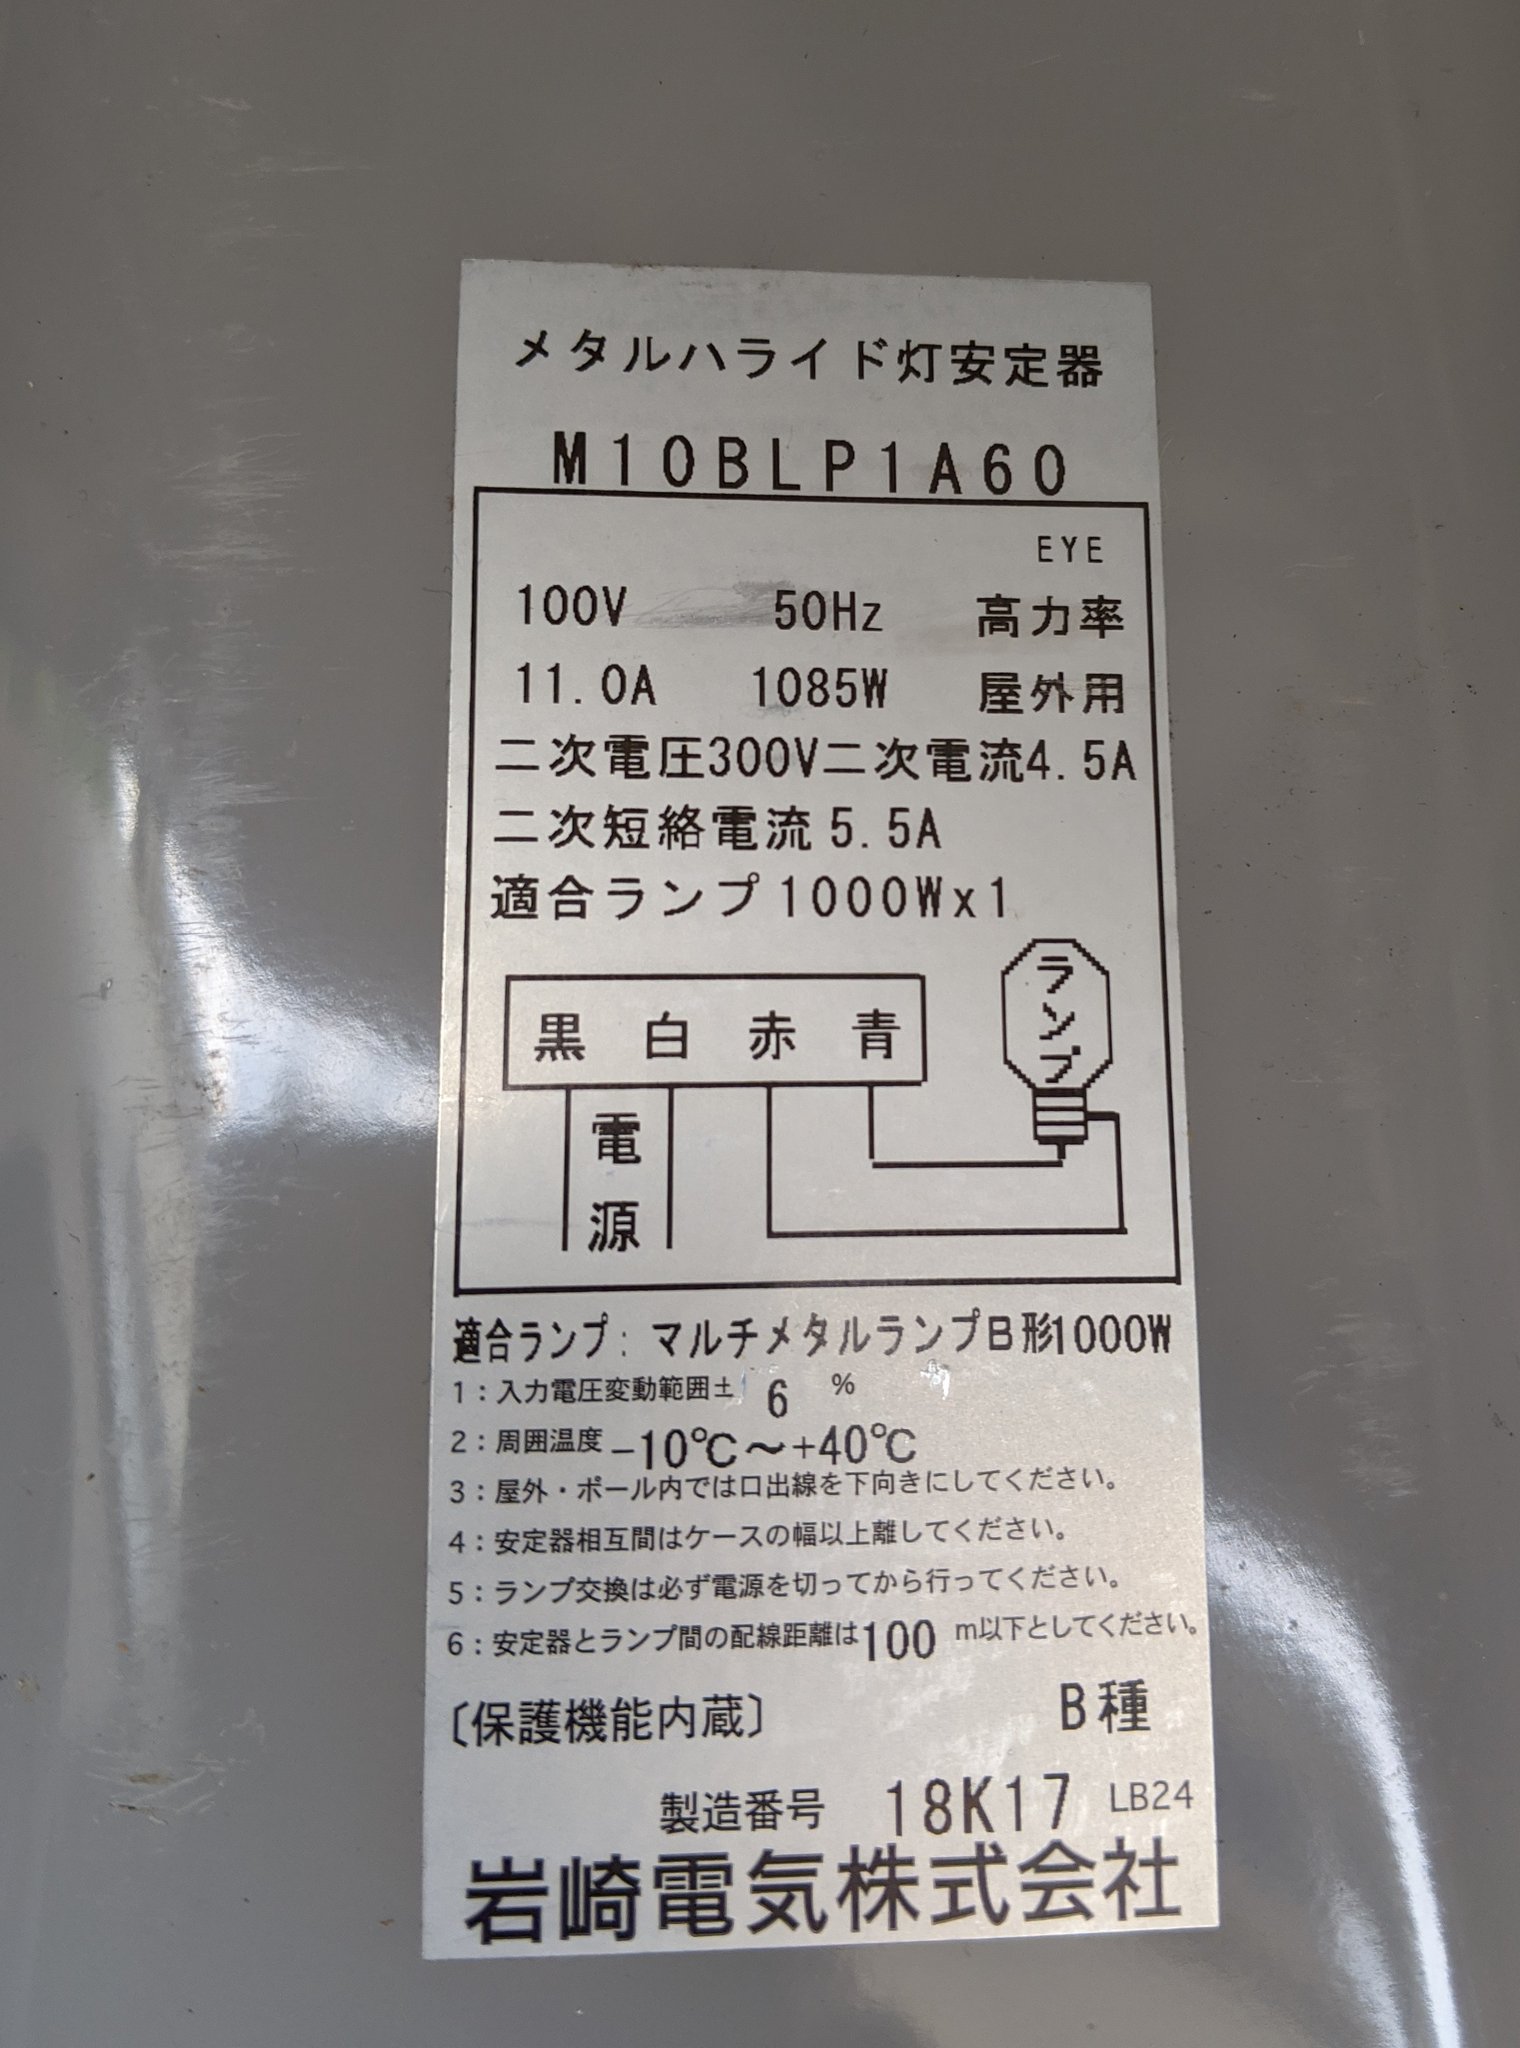 メタルハライド灯安定器
M10BLP1A60
EYE
100V 50Hz 高力率
11.0A 1085W 屋外用
二次電圧300V二次電流4.5A
二次短絡電流5.5A
適合ランプ1000Wx1
黒 白 赤 青
ランプ
電源
適合ランプ: マルチメタルランプB形1000W
1:入力電圧変動範囲± 6 %
2:周囲温度 -10℃～+40℃
3:屋外・ポール内では口出線を下向きにしてください。
4:安定器相互間はケースの幅以上離してください。
5:ランプ交換は必ず電源を切ってから行ってください。
6:安定器とランプ間の配線距離は100 m以下としてください。
〔保護機能内蔵〕 B種
製造番号 18K17 LB24
岩崎電気株式会社